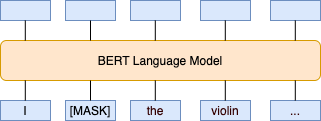 BERT Language Model
I [MASK] the violin ...